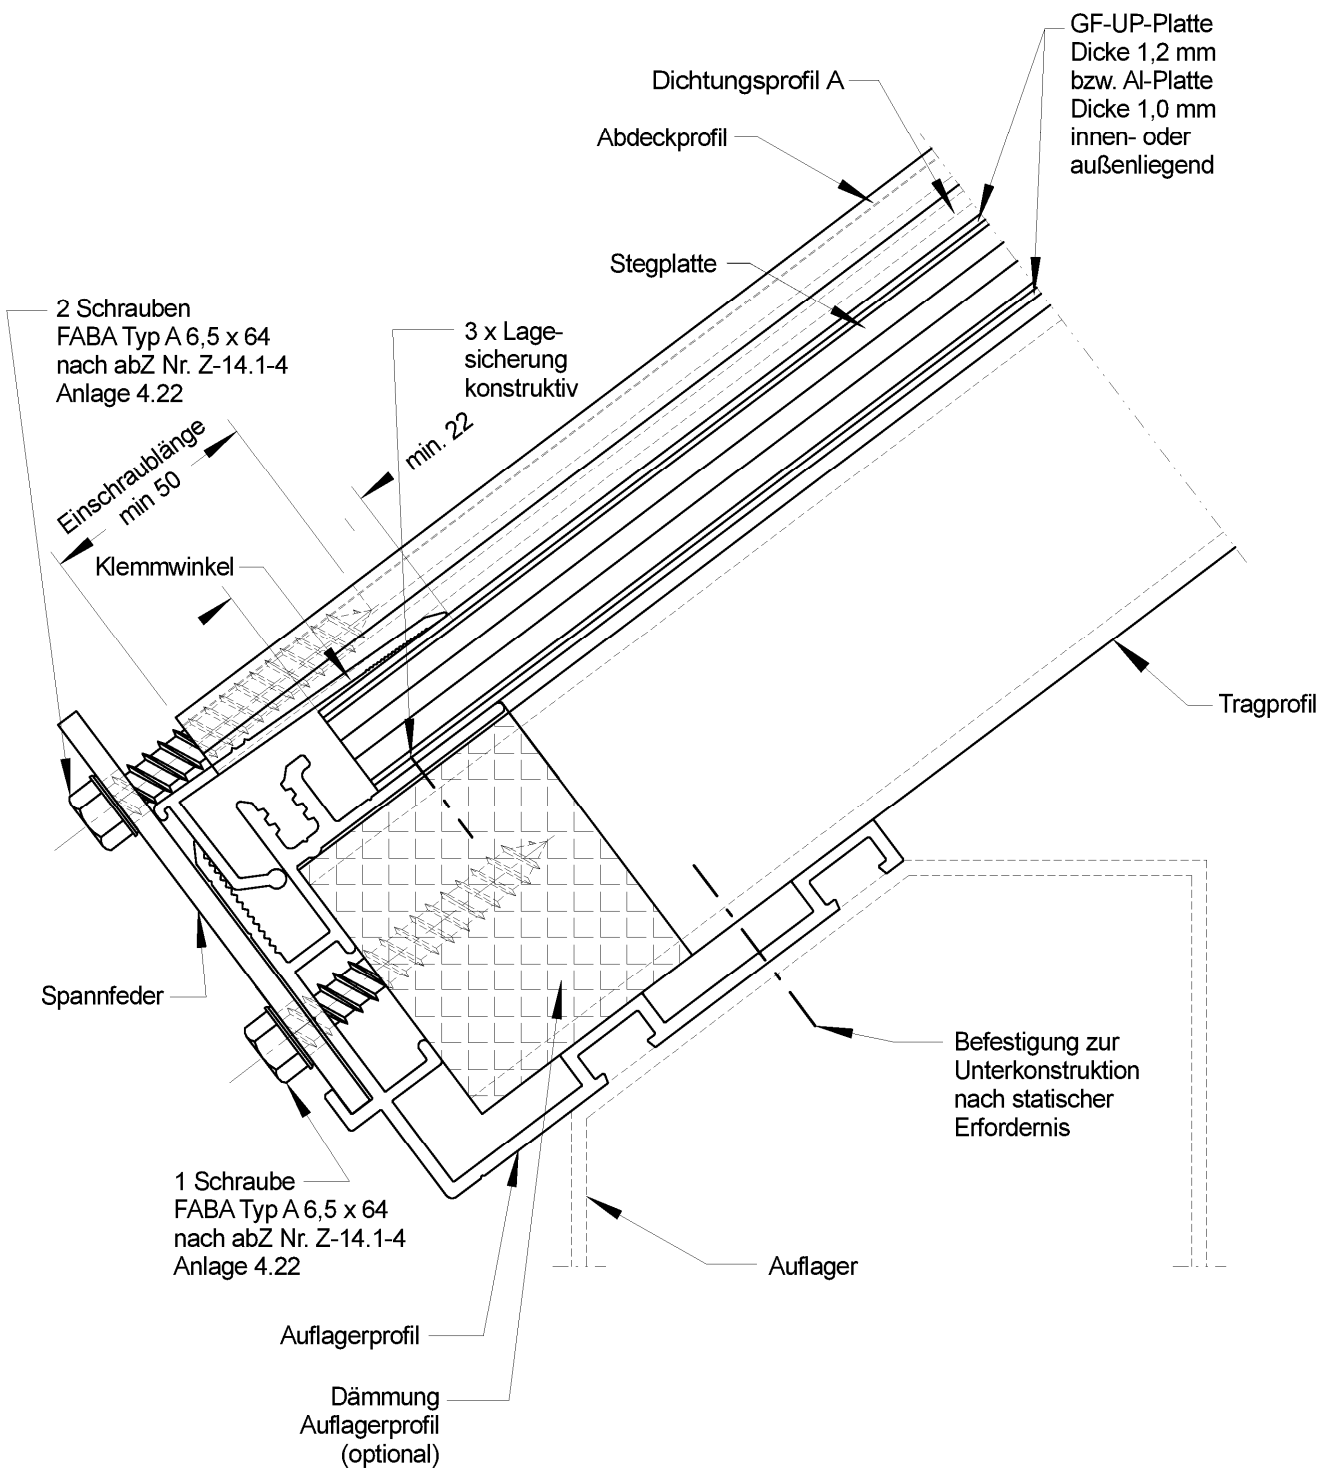 GF-UP-Platte
Dicke 1,2 mm
bzw. Al-Platte
Dicke 1,0 mm
innen- oder
außenliegend
Dichtungsprofil A
Abdeckprofil
Stegplatte
2 Schrauben
FABA Typ A 6,5 x 64
nach abZ Nr. Z-14.1-4
Anlage 4.22
3 x Lage-
sicherung
konstruktiv
min. 22
Einschraublänge
min 50
Klemmwinkel
Tragprofil
Spannfeder
Befestigung zur
Unterkonstruktion
nach statischer
Erfordernis
1 Schraube
FABA Typ A 6,5 x 64
nach abZ Nr. Z-14.1-4
Anlage 4.22
Auflager
Auflagerprofil
Dämmung
Auflagerprofil
(optional)